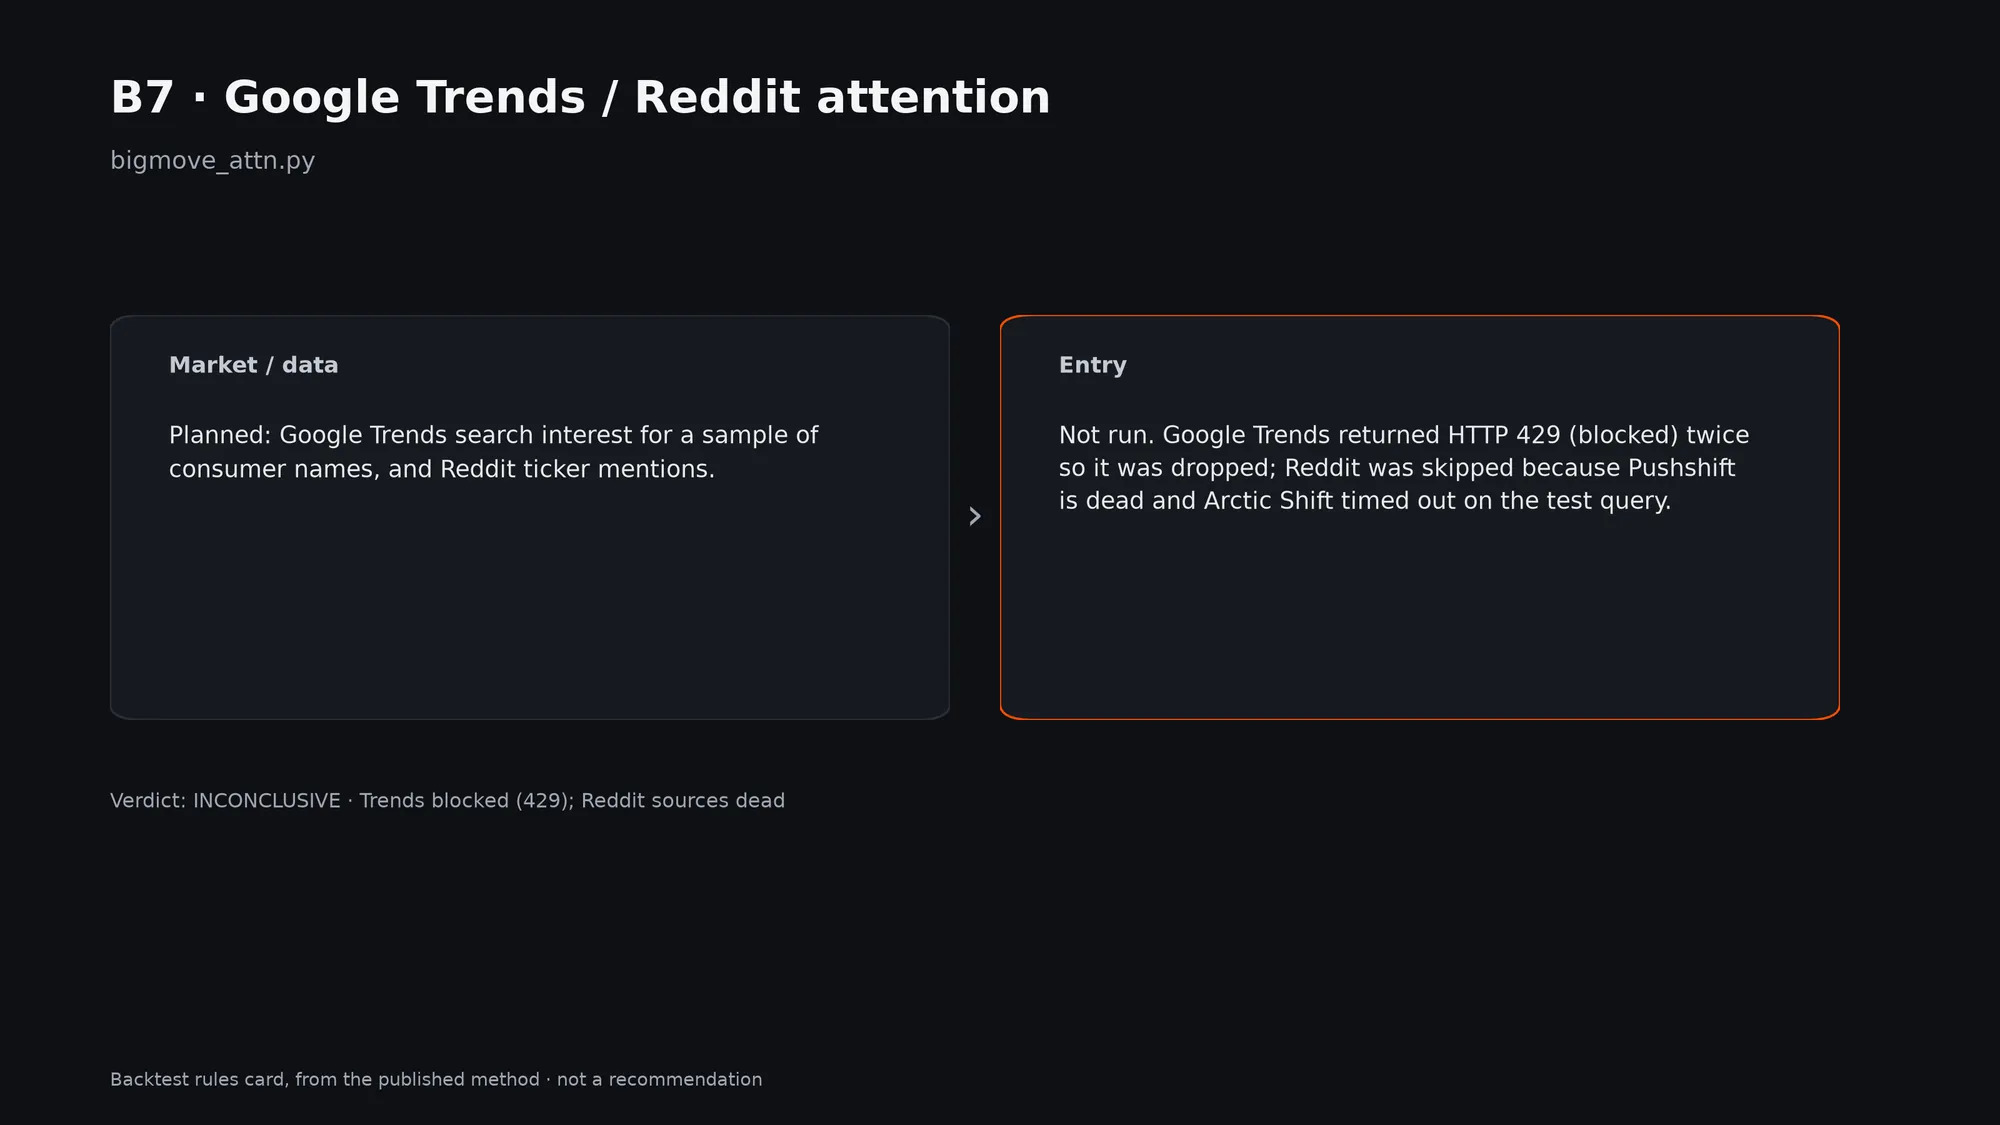 B7 · Google Trends / Reddit attention
bigmove_attn.py
Market / data
Planned: Google Trends search interest for a sample of
consumer names, and Reddit ticker mentions.
›
Entry
Not run. Google Trends returned HTTP 429 (blocked) twice
so it was dropped; Reddit was skipped because Pushshift
is dead and Arctic Shift timed out on the test query.
Verdict: INCONCLUSIVE · Trends blocked (429); Reddit sources dead
Backtest rules card, from the published method · not a recommendation